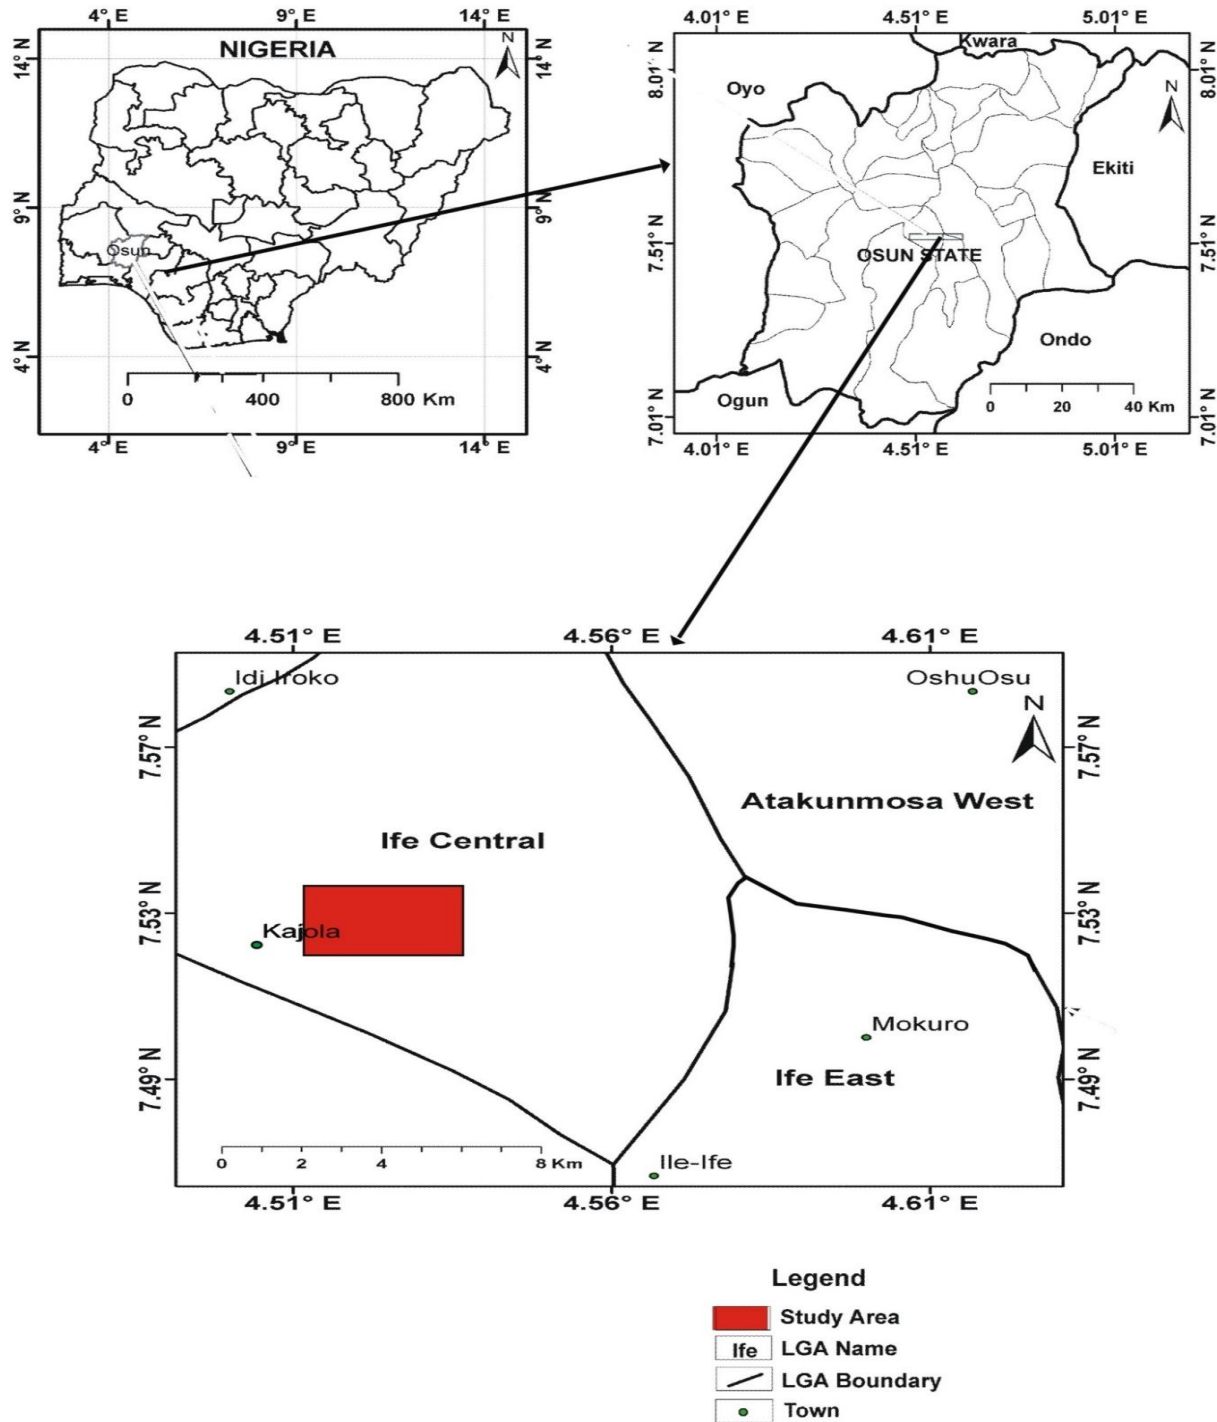 4° E 9° E 14° E
NIGERIA
N
14° N 14° N
9° N 9° N
4° N 4° N
Osun
0 400 800 Km
4° E 9° E 14° E
4.01° E 4.51° E 5.01° E
Kwara
8.01° N 8.01° N
Oyo
N
Ekiti
7.51° N 7.51° N
OSUN STATE
Ondo
Ogun
0 20 40 Km
7.01° N 7.01° N
4.01° E 4.51° E 5.01° E
4.51° E 4.56° E 4.61° E
Idi Iroko
OshuOsu
N
7.57° N 7.57° N
Atakunmosa West
Ife Central
7.53° N 7.53° N
Kajola
Mokuro
Ife East
7.49° N 7.49° N
0 2 4 8 Km
Ile-Ife
4.51° E 4.56° E 4.61° E
Legend
Study Area
Ife LGA Name
LGA Boundary
Town